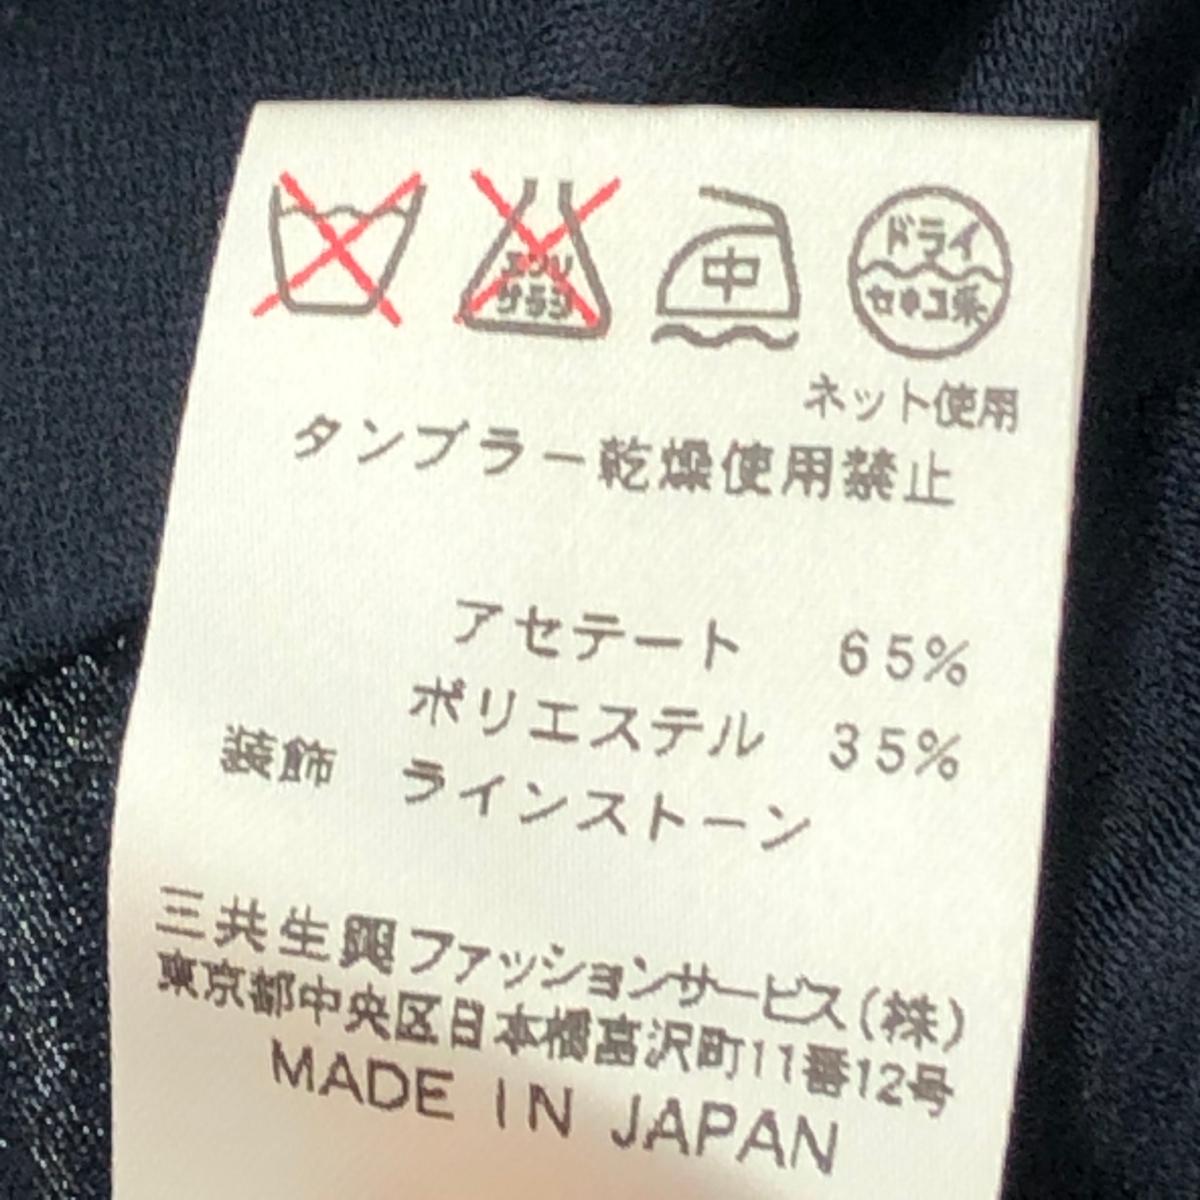 エンソ
サラシ
中
ドライ
セキユ系
ネット使用
タンブラー乾燥使用禁止
アセテート 65%
ポリエステル 35%
装飾 ラインストーン
三共生興ファッションサービス(株)
東京都中央区日本橋富沢町11番12号
MADE IN JAPAN